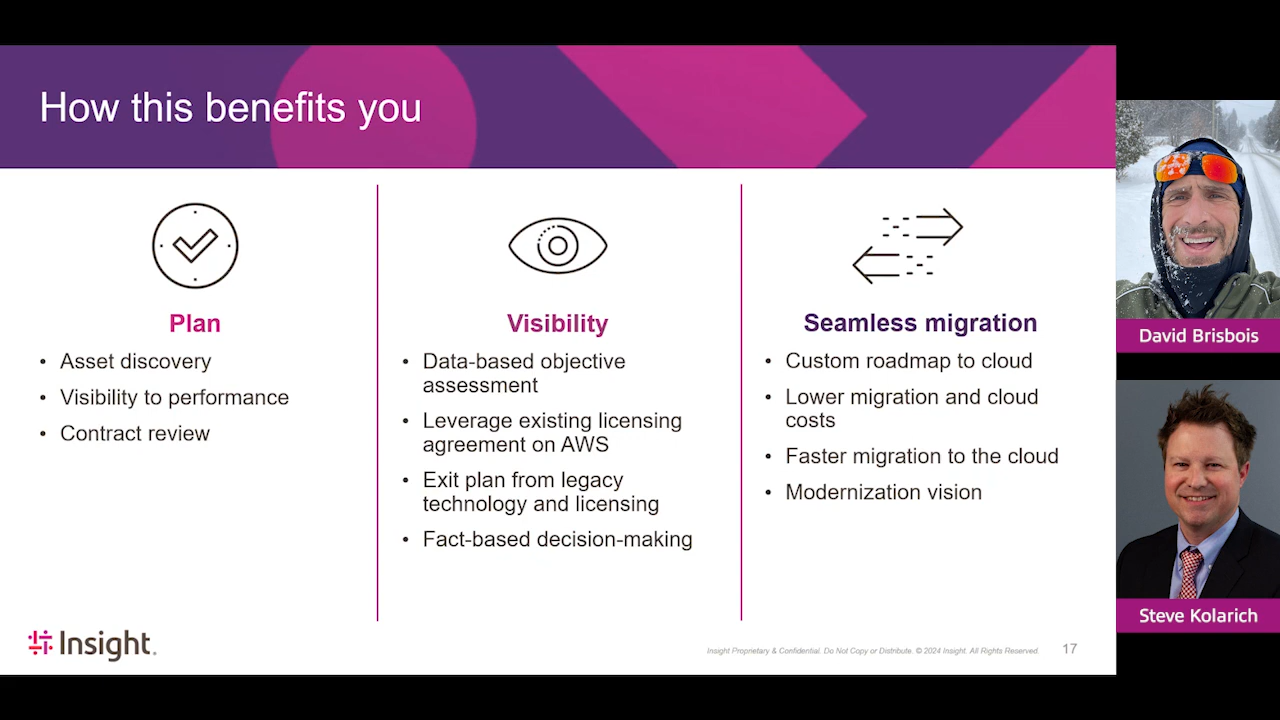 How this benefits you
Plan
• Asset discovery
• Visibility to performance
• Contract review
Visibility
• Data-based objective
assessment
• Leverage existing licensing
agreement on AWS
• Exit plan from legacy
technology and licensing
• Fact-based decision-making
Seamless migration
• Custom roadmap to cloud
• Lower migration and cloud
costs
• Faster migration to the cloud
• Modernization vision
Insight.
Insight Proprietary & Confidential. Do Not Copy or Distribute. © 2024 Insight. All Rights Reserved.
17
David Brisbois
Steve Kolarich